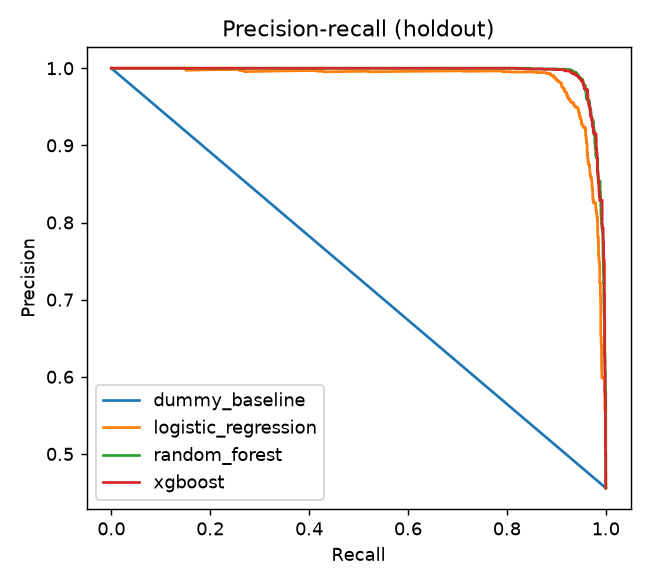 Precision-recall (holdout)
1.0
0.9
0.8
0.7
0.6
0.5
Precision
dummy_baseline
logistic_regression
random_forest
xgboost
0.0 0.2 0.4 0.6 0.8 1.0
Recall